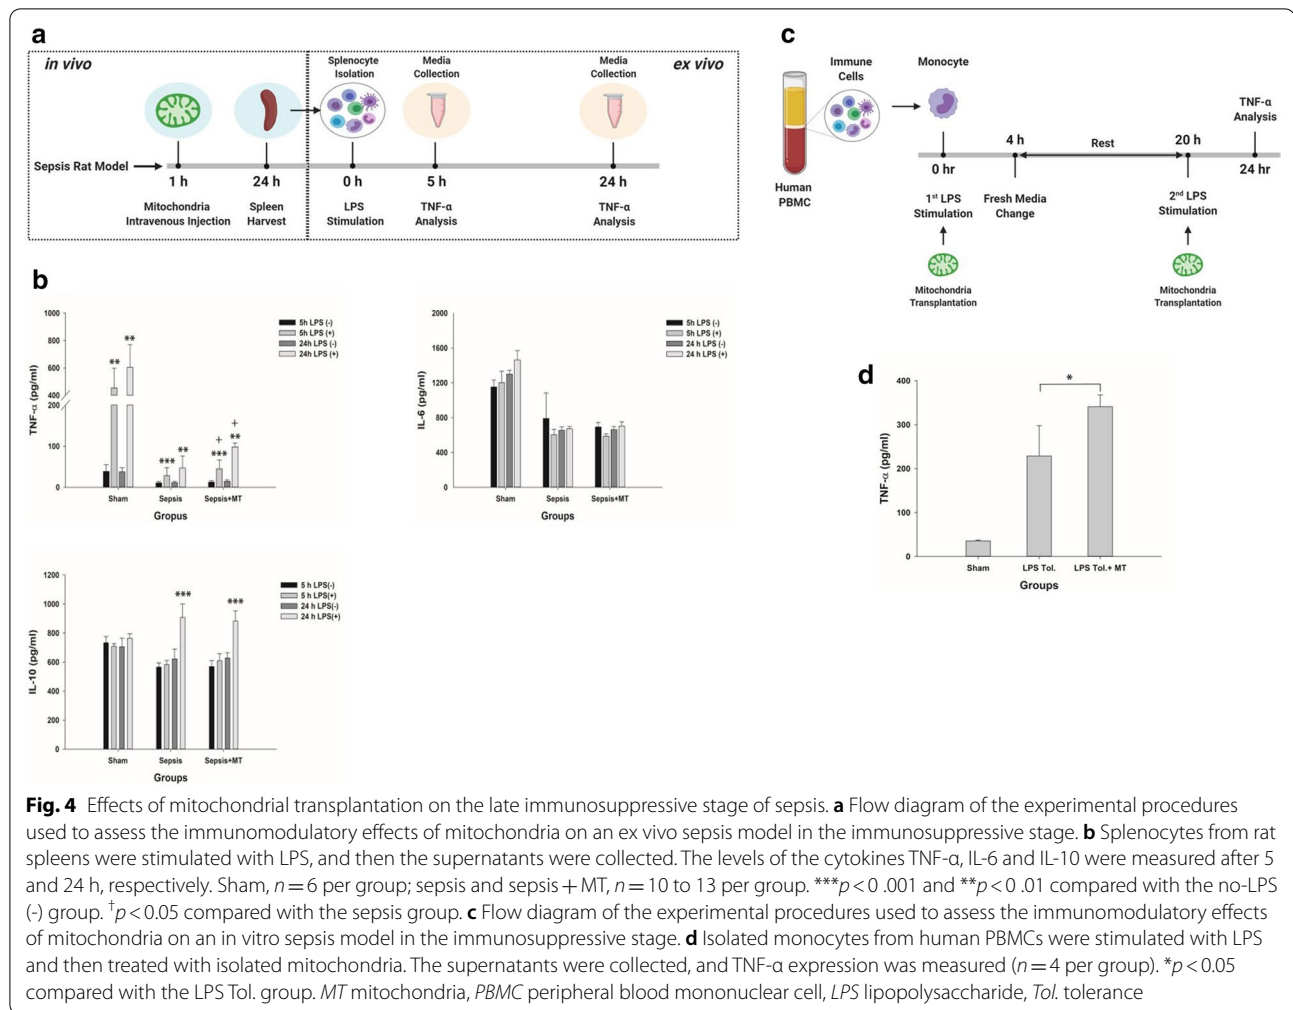 a
in vivo
ex vivo
Splenocyte
Isolation
Media
Collection
Media
Collection
Sepsis Rat Model
1 h
24 h
0 h
5 h
24 h
Mitochondria
Intravenous Injection
Spleen
Harvest
LPS
Stimulation
TNF-α
Analysis
TNF-α
Analysis
c
Immune
Cells
Monocyte
Human
PBMC
TNF-α
Analysis
4 h
Rest
20 h
0 hr
24 hr
1st LPS
Stimulation
Fresh Media
Change
2nd LPS
Stimulation
Mitochondria
Transplantation
Mitochondria
Transplantation
b
TNF-α (pg/ml)
1000
800
600
400
200
100
0
5h LPS (-)
5h LPS (+)
24h LPS (-)
24h LPS (+)
**
**
***
**
+
***
+
**
Sham
Sepsis
Sepsis+MT
Gropus
IL-6 (pg/ml)
2000
1600
1200
800
400
0
5h LPS (-)
5h LPS (+)
24 h LPS (-)
24 h LPS (+)
Sham
Sepsis
Sepsis+MT
Groups
d
TNF-α (pg/ml)
400
300
200
100
0
*
Sham
LPS Tol.
LPS Tol.+ MT
Groups
IL-10 (pg/ml)
1200
1000
800
600
400
200
0
5 h LPS(-)
5 h LPS(+)
24 h LPS(-)
24 h LPS(+)
***
***
Sham
Sepsis
Sepsis+MT
Groups
Fig. 4 Effects of mitochondrial transplantation on the late immunosuppressive stage of sepsis. a Flow diagram of the experimental procedures
used to assess the immunomodulatory effects of mitochondria on an ex vivo sepsis model in the immunosuppressive stage. b Splenocytes from rat
spleens were stimulated with LPS, and then the supernatants were collected. The levels of the cytokines TNF-α, IL-6 and IL-10 were measured after 5
and 24 h, respectively. Sham, n = 6 per group; sepsis and sepsis + MT, n = 10 to 13 per group. ***p < 0 .001 and **p < 0 .01 compared with the no-LPS
(-) group. †p < 0.05 compared with the sepsis group. c Flow diagram of the experimental procedures used to assess the immunomodulatory effects
of mitochondria on an in vitro sepsis model in the immunosuppressive stage. d Isolated monocytes from human PBMCs were stimulated with LPS
and then treated with isolated mitochondria. The supernatants were collected, and TNF-α expression was measured (n = 4 per group). *p < 0.05
compared with the LPS Tol. group. MT mitochondria, PBMC peripheral blood mononuclear cell, LPS lipopolysaccharide, Tol. tolerance